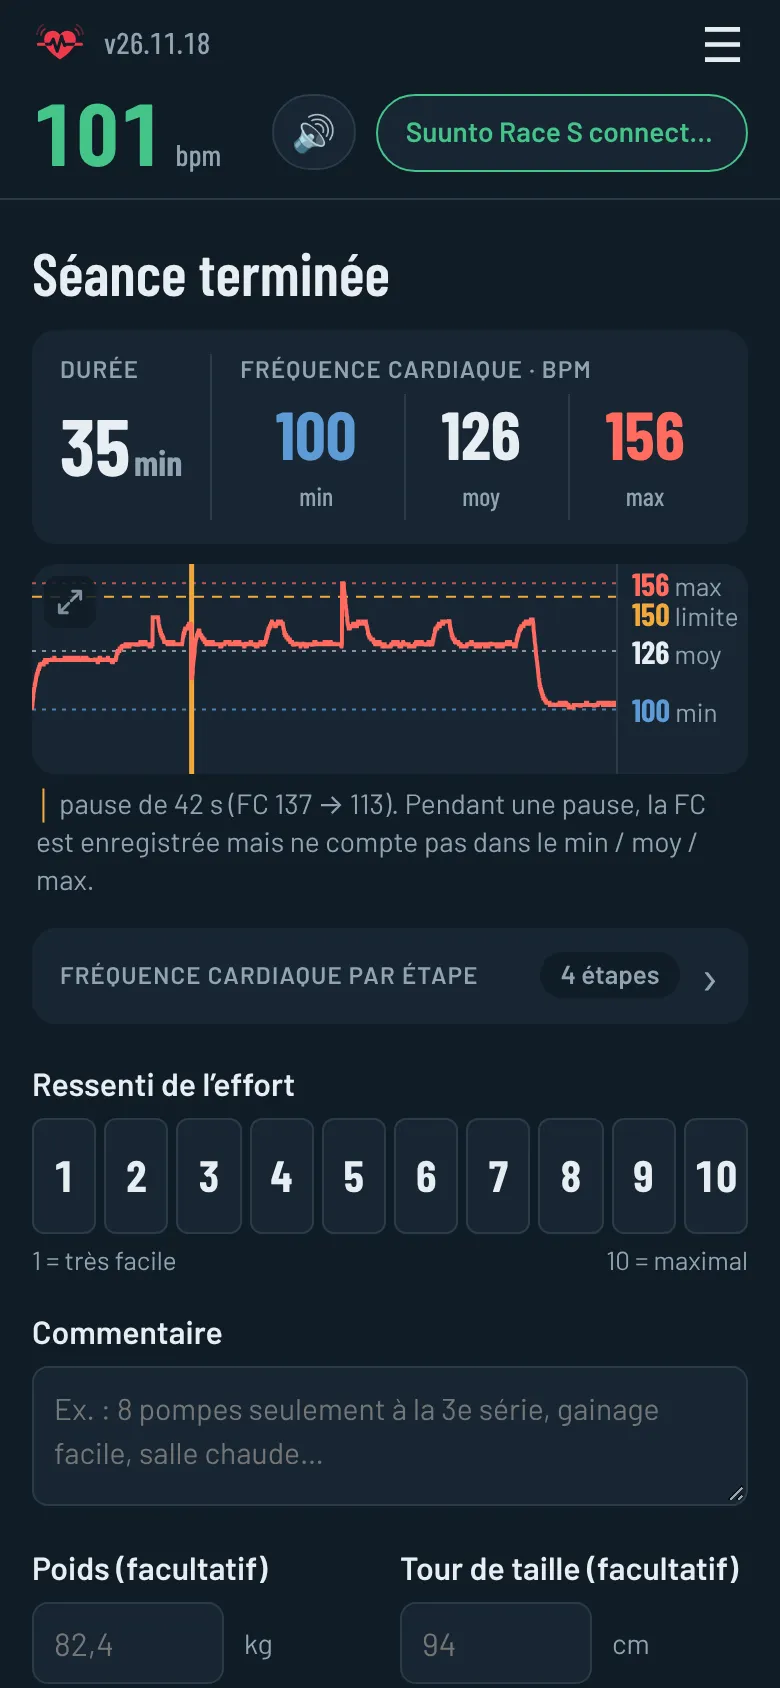 v26.11.18
101 bpm
Suunto Race S connect...
Séance terminée
DURÉE
35 min
FRÉQUENCE CARDIAQUE · BPM
100
min
126
moy
156
max
156 max
150 limite
126 moy
100 min
pause de 42 s (FC 137 → 113). Pendant une pause, la FC
est enregistrée mais ne compte pas dans le min / moy /
max.
FRÉQUENCE CARDIAQUE PAR ÉTAPE
4 étapes
Ressenti de l’effort
1 2 3 4 5 6 7 8 9 10
1 = très facile
10 = maximal
Commentaire
Ex. : 8 pompes seulement à la 3e série, gainage
facile, salle chaude...
Poids (facultatif)
82,4 kg
Tour de taille (facultatif)
94 cm